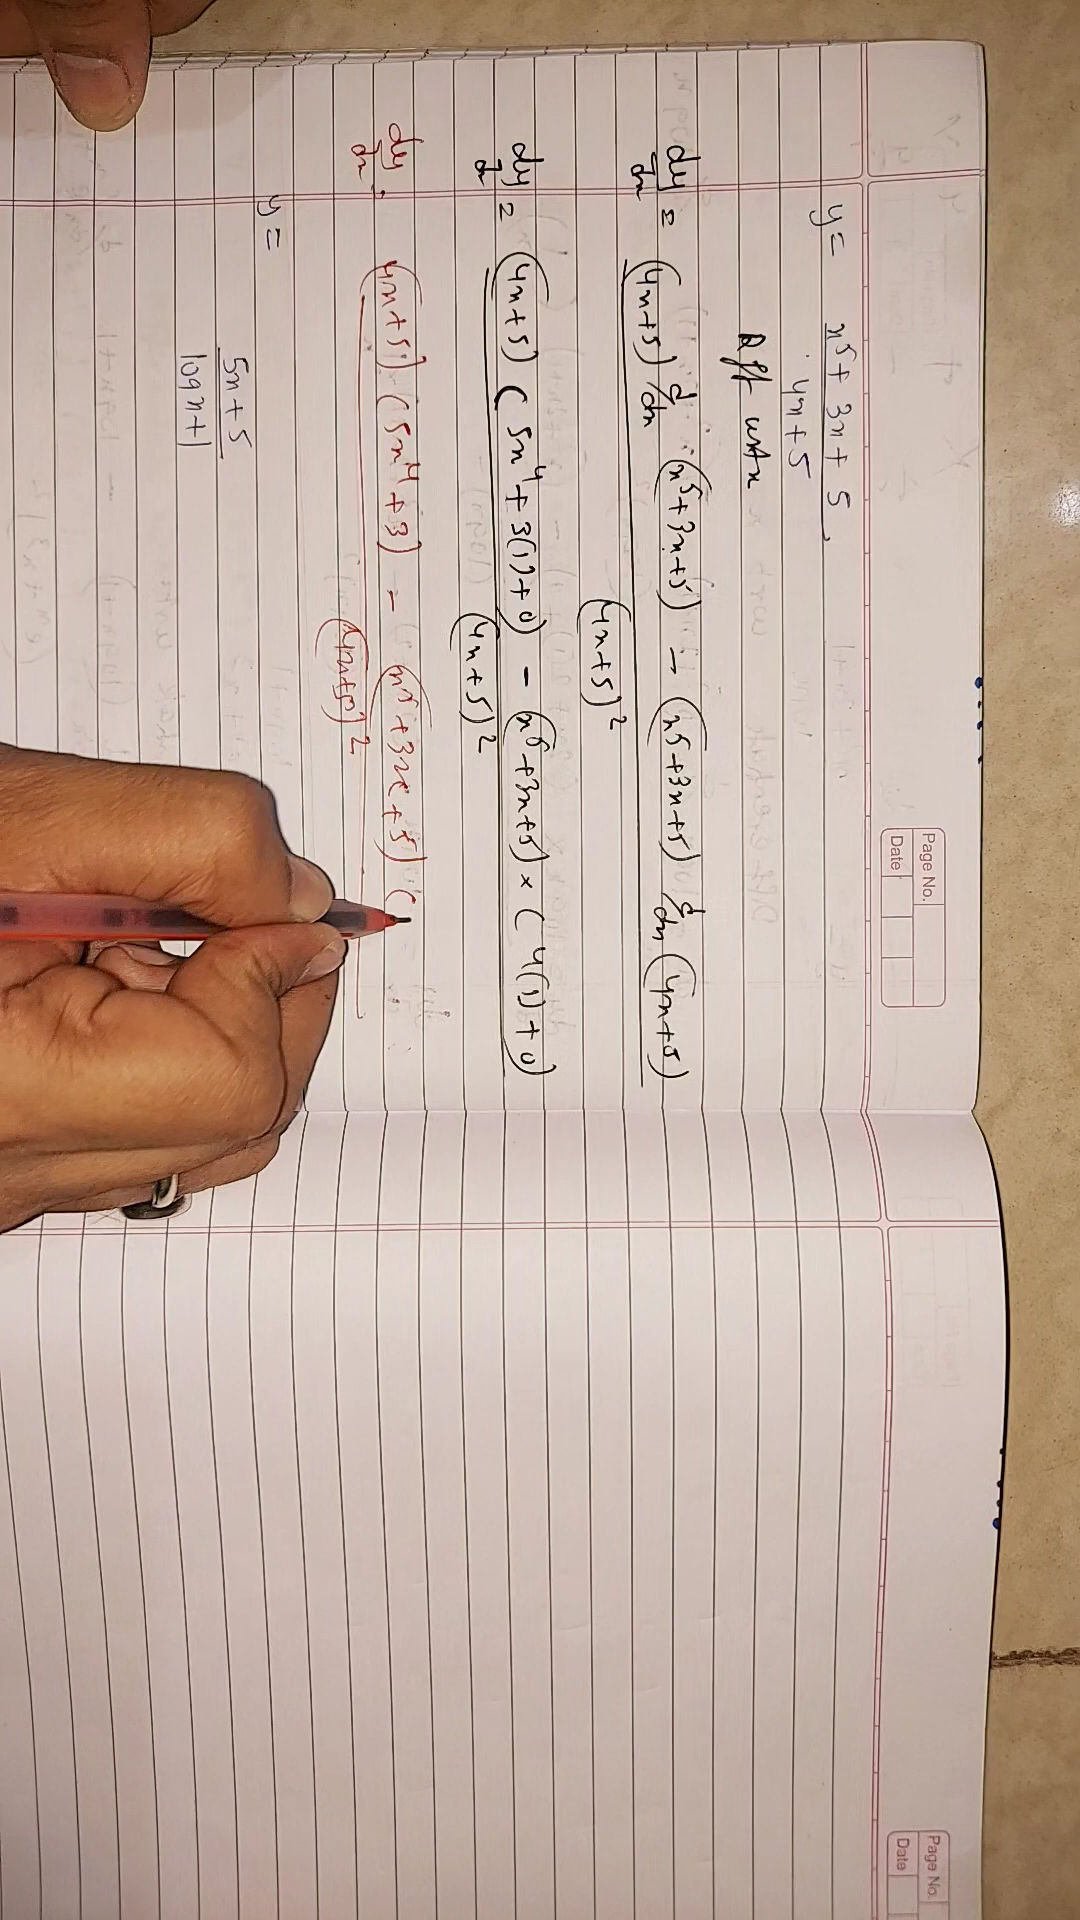 Page No.
Date
y = x⁵ + 3x + 5
4x + 5
Diff w.r.t x
dy/dx = (4x+5) d/dx (x⁵+3x+5) - (x⁵+3x+5) d/dx (4x+5)
(4x+5)²
dy/dx = (4x+5) (5x⁴ + 3(1)+0) - (x⁵+3x+5) × (4(1)+0)
(4x+5)²
dy/dx = (4x+5) (5x⁴+3) - (x⁵+3x+5) (
(4x+5)²
y = 5x + 5
log x + 1
Page No.
Date